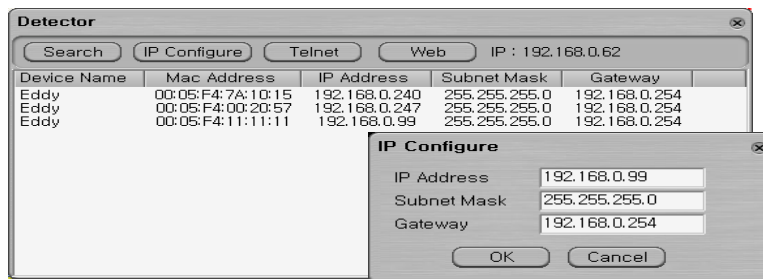 Detector
Search IP Configure Telnet Web IP : 192.168.0.62
Device Name Mac Address IP Address Subnet Mask Gateway
Eddy 00:05:F4:7A:10:15 192.168.0.240 255.255.255.0 192.168.0.254
Eddy 00:05:F4:00:20:57 192.168.0.247 255.255.255.0 192.168.0.254
Eddy 00:05:F4:11:11:11 192.168.0.99 255.255.255.0 192.168.0.254
IP Configure
IP Address 192.168.0.99
Subnet Mask 255.255.255.0
Gateway 192.168.0.254
OK Cancel